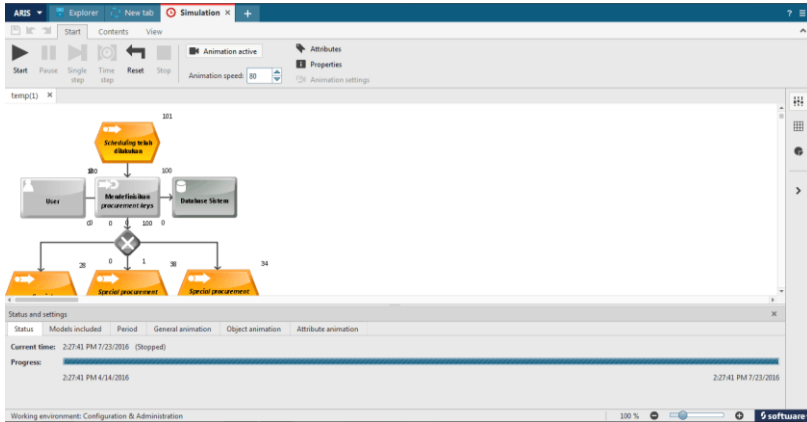 ARIS Explorer New tab Simulation × +
Start Contents View
Start Pause Single step Time step Reset Stop
Animation active
Animation speed: 80
Attributes
Properties
Animation settings
temp(1) ×
101
Scheduling telah
dilakukan
100
User
Mendefinisikan
procurement keys
Database Sistem
0 0 100 0
0 1
28 38 34
Special procurement Special procurement
Status and settings
Status Models included Period General animation Object animation Attribute animation
Current time: 2:27:41 PM 7/23/2016 (Stopped)
Progress:
2:27:41 PM 4/14/2016 2:27:41 PM 7/23/2016
Working environment: Configuration & Administration 100 % software